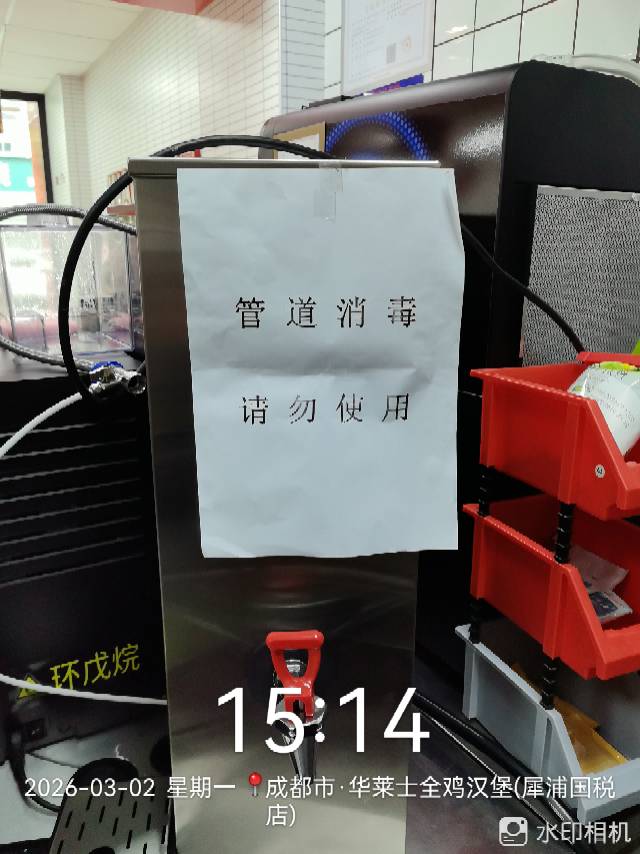 管道消毒
请勿使用
环戊烷
15:14
2026-03-02 星期一 📍成都市·华莱士全鸡汉堡(犀浦国税
店)
水印相机